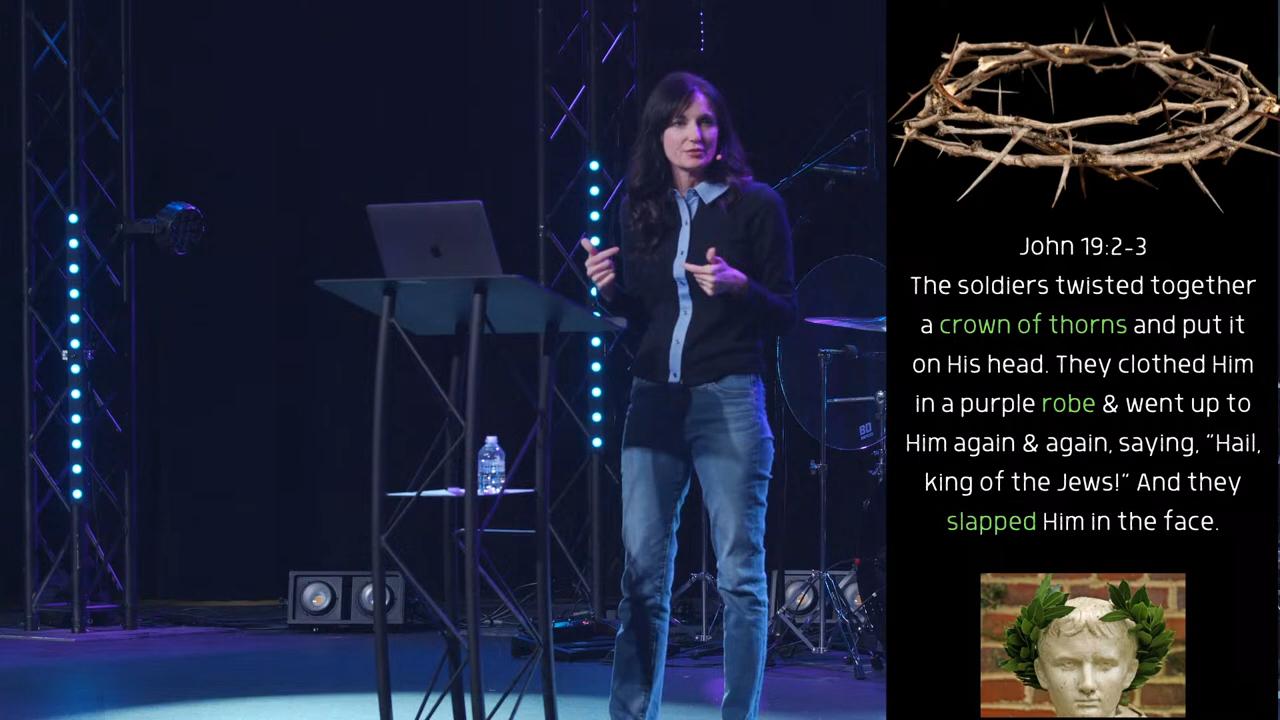 John 19:2-3
The soldiers twisted together
a crown of thorns and put it
on His head. They clothed Him
in a purple robe & went up to
Him again & again, saying, "Hail,
king of the Jews!" And they
slapped Him in the face.